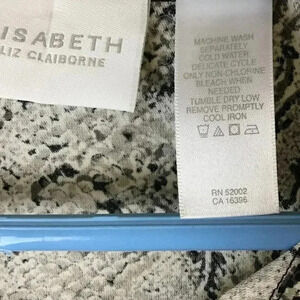 ISABETH
LIZ CLAIBORNE
MACHINE WASH
SEPARATELY
COLD WATER
DELICATE CYCLE
ONLY NON-CHLORINE
BLEACH WHEN
NEEDED
TUMBLE DRY LOW
REMOVE PROMPTLY
COOL IRON
RN 52002
CA 16396